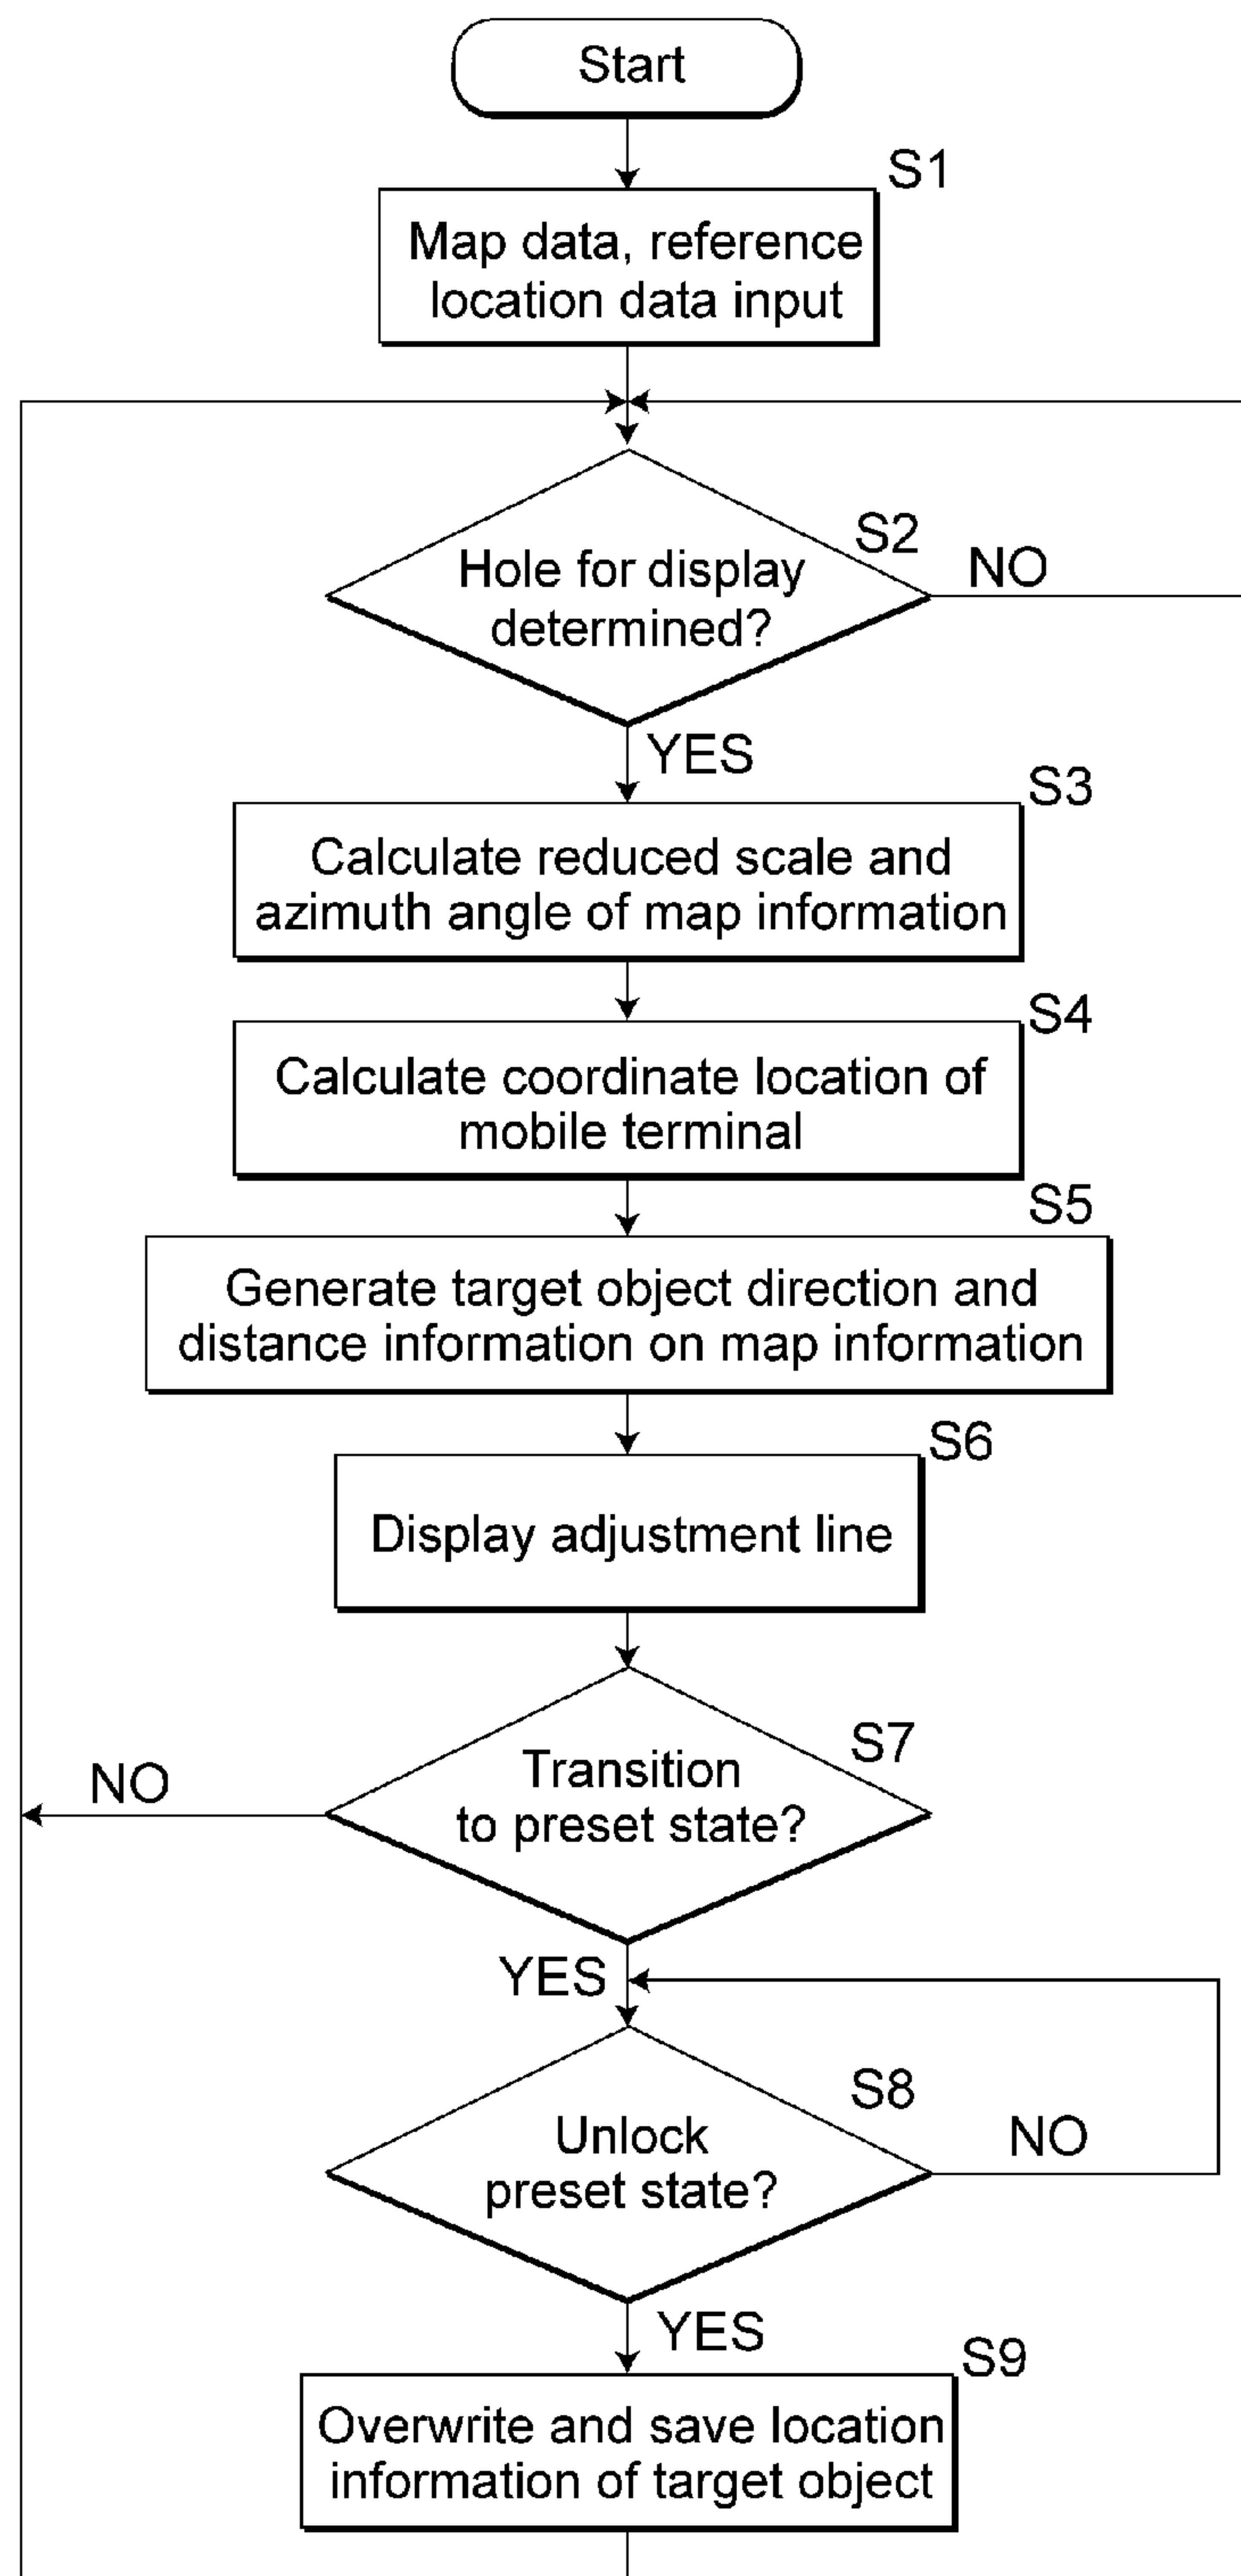 Start
S1
Map data, reference
location data input
S2
Hole for display
determined?
NO
YES
S3
Calculate reduced scale and
azimuth angle of map information
S4
Calculate coordinate location of
mobile terminal
S5
Generate target object direction and
distance information on map information
S6
Display adjustment line
S7
Transition
to preset state?
NO
YES
S8
Unlock
preset state?
NO
YES
S9
Overwrite and save location
information of target object